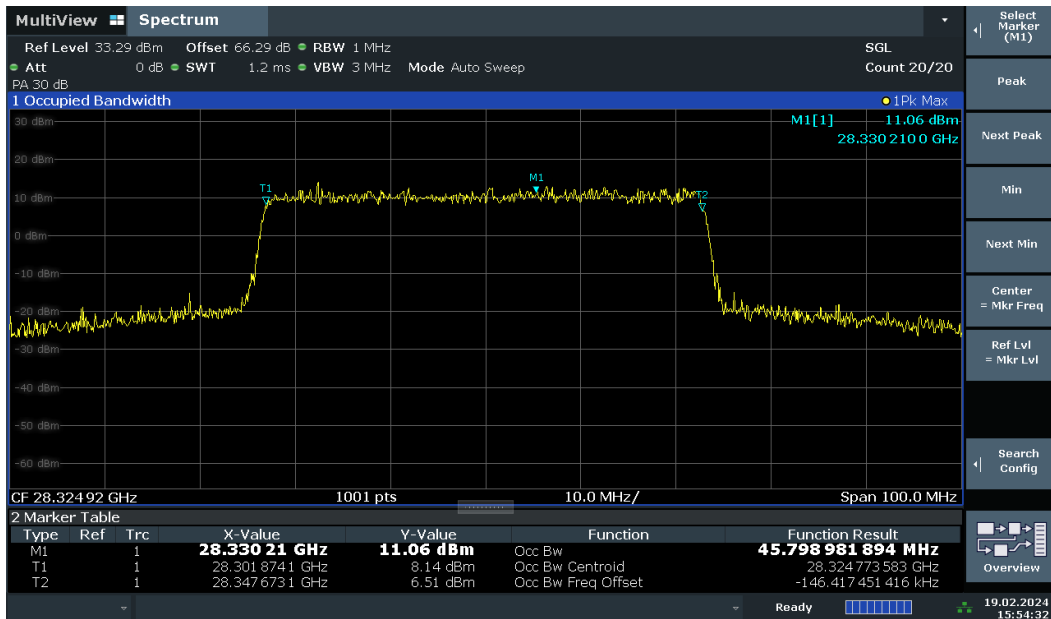 MultiView Spectrum
Ref Level 33.29 dBm Offset 66.29 dB RBW 1 MHz SGL
Att 0 dB SWT 1.2 ms VBW 3 MHz Mode Auto Sweep Count 20/20
PA 30 dB
1 Occupied Bandwidth 1Pk Max
30 dBm
M1[1] 11.06 dBm
28.330 210 0 GHz
20 dBm
M1
T1
T2
10 dBm
0 dBm
-10 dBm
-20 dBm
-30 dBm
-40 dBm
-50 dBm
-60 dBm
CF 28.324 92 GHz 1001 pts 10.0 MHz/ Span 100.0 MHz
2 Marker Table
Type Ref Trc X-Value Y-Value Function Function Result
M1 1 28.330 21 GHz 11.06 dBm Occ Bw 45.798 981 894 MHz
T1 1 28.301 874 1 GHz 8.14 dBm Occ Bw Centroid 28.324 773 583 GHz
T2 1 28.347 673 1 GHz 6.51 dBm Occ Bw Freq Offset -146.417 451 416 kHz
Ready
19.02.2024
15:54:32
Select
Marker
(M1)
Peak
Next Peak
Min
Next Min
Center
= Mkr Freq
Ref Lvl
= Mkr Lvl
Search
Config
Overview